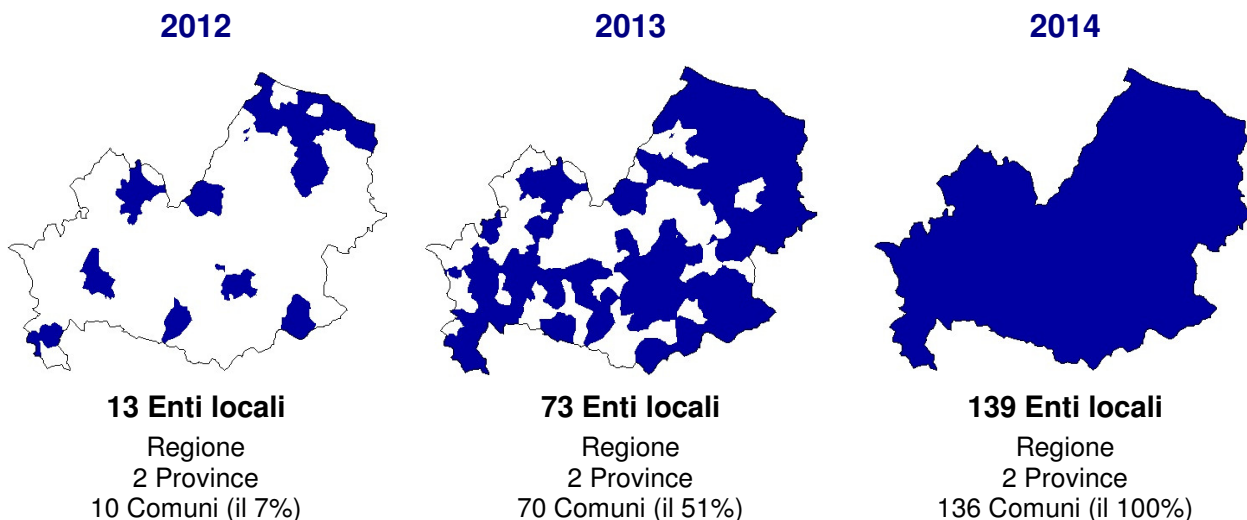 2012
2013
2014
13 Enti locali
Regione
2 Province
10 Comuni (il 7%)
73 Enti locali
Regione
2 Province
70 Comuni (il 51%)
139 Enti locali
Regione
2 Province
136 Comuni (il 100%)